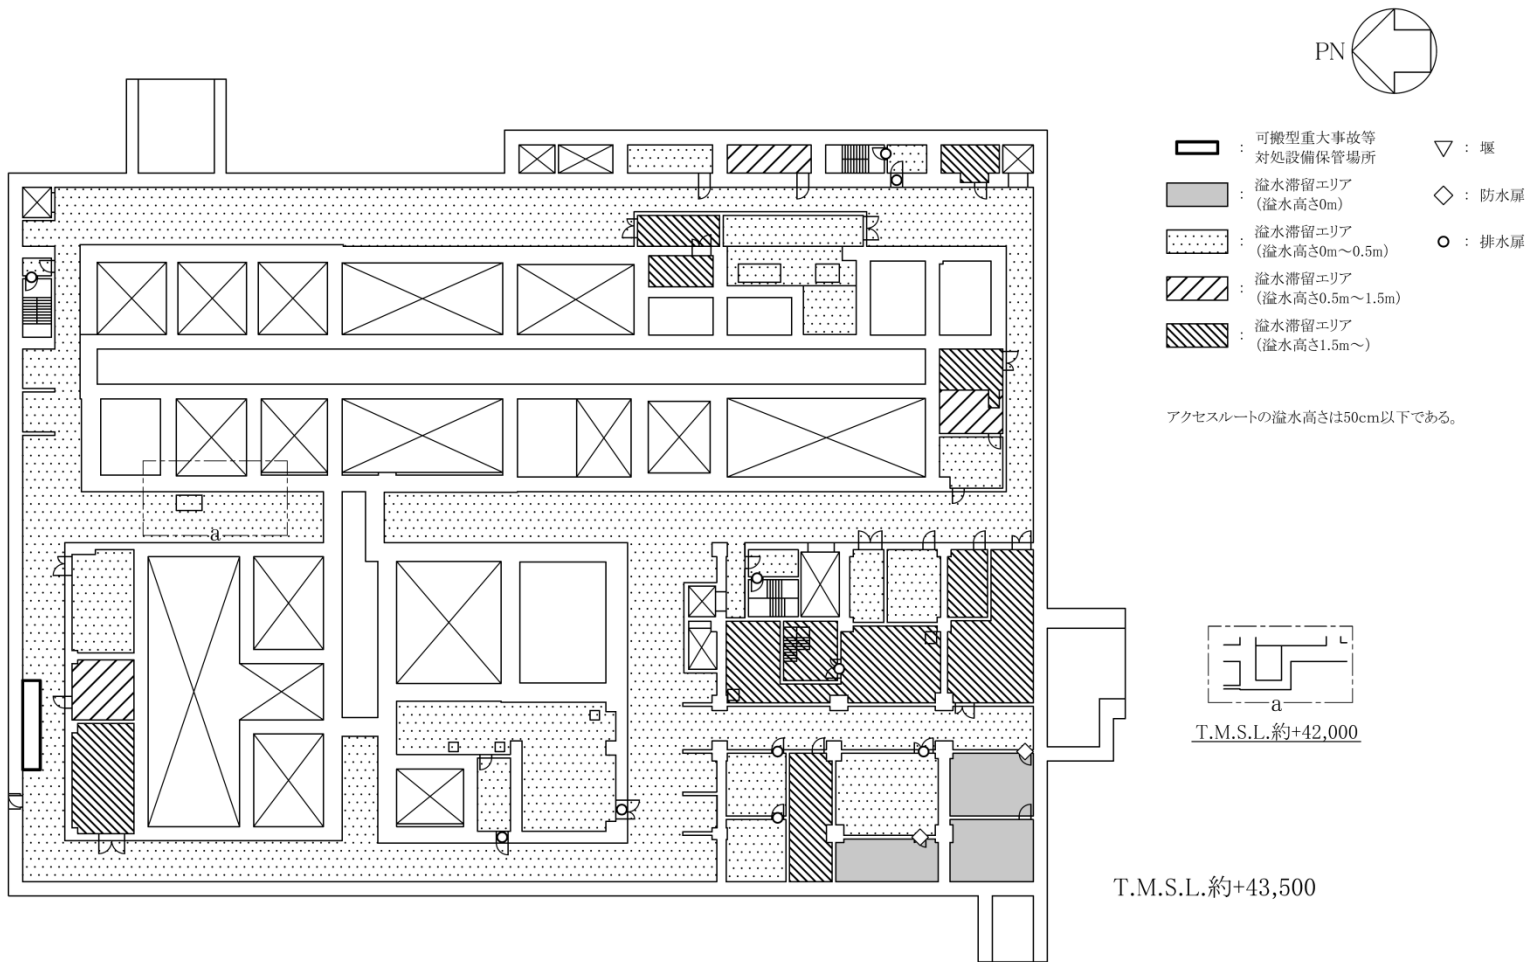 PN
： 可搬型重大事故等
対処設備保管場所
： 堰
： 溢水滞留エリア
（溢水高さ0m）
： 防水扉
： 溢水滞留エリア
（溢水高さ0m～0.5m）
： 排水扉
： 溢水滞留エリア
（溢水高さ0.5m～1.5m）
： 溢水滞留エリア
（溢水高さ1.5m～）
アクセスルートの溢水高さは50cm以下である。
a
a
T.M.S.L.約+42,000
T.M.S.L.約+43,500